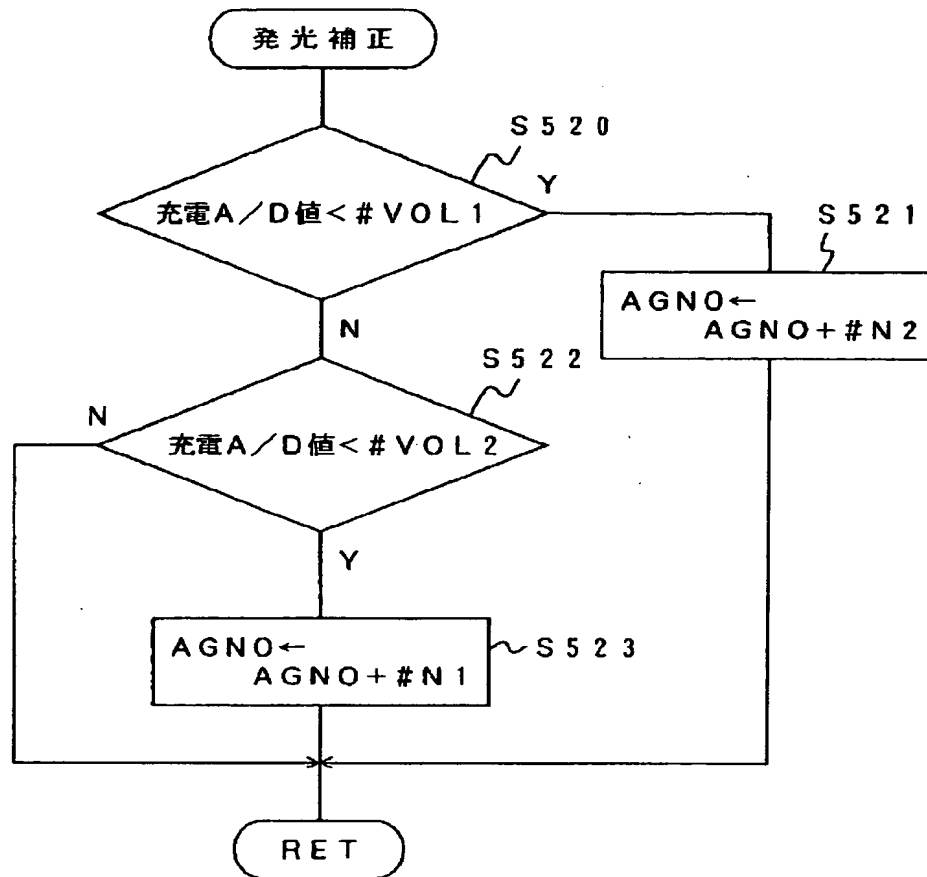 発光補正
S520
充電A/D値<#VOL1
Y
S521
AGNO←
AGNO+#N2
N
S522
N
充電A/D値<#VOL2
Y
AGNO←
AGNO+#N1
S523
RET